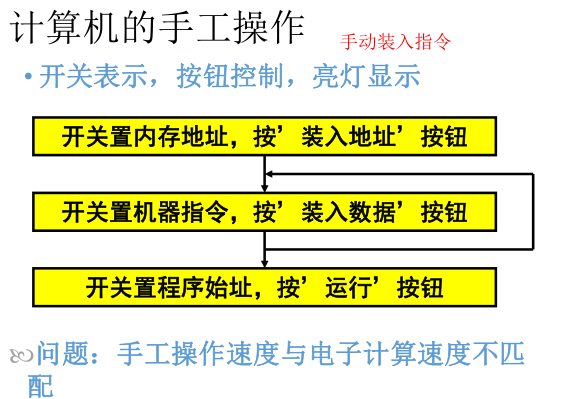 计算机的手工操作
手动装入指令
• 开关表示，按钮控制，亮灯显示
开关置内存地址，按’装入地址’按钮
开关置机器指令，按’装入数据’按钮
开关置程序始址，按’运行’按钮
问题：手工操作速度与电子计算速度不匹
配